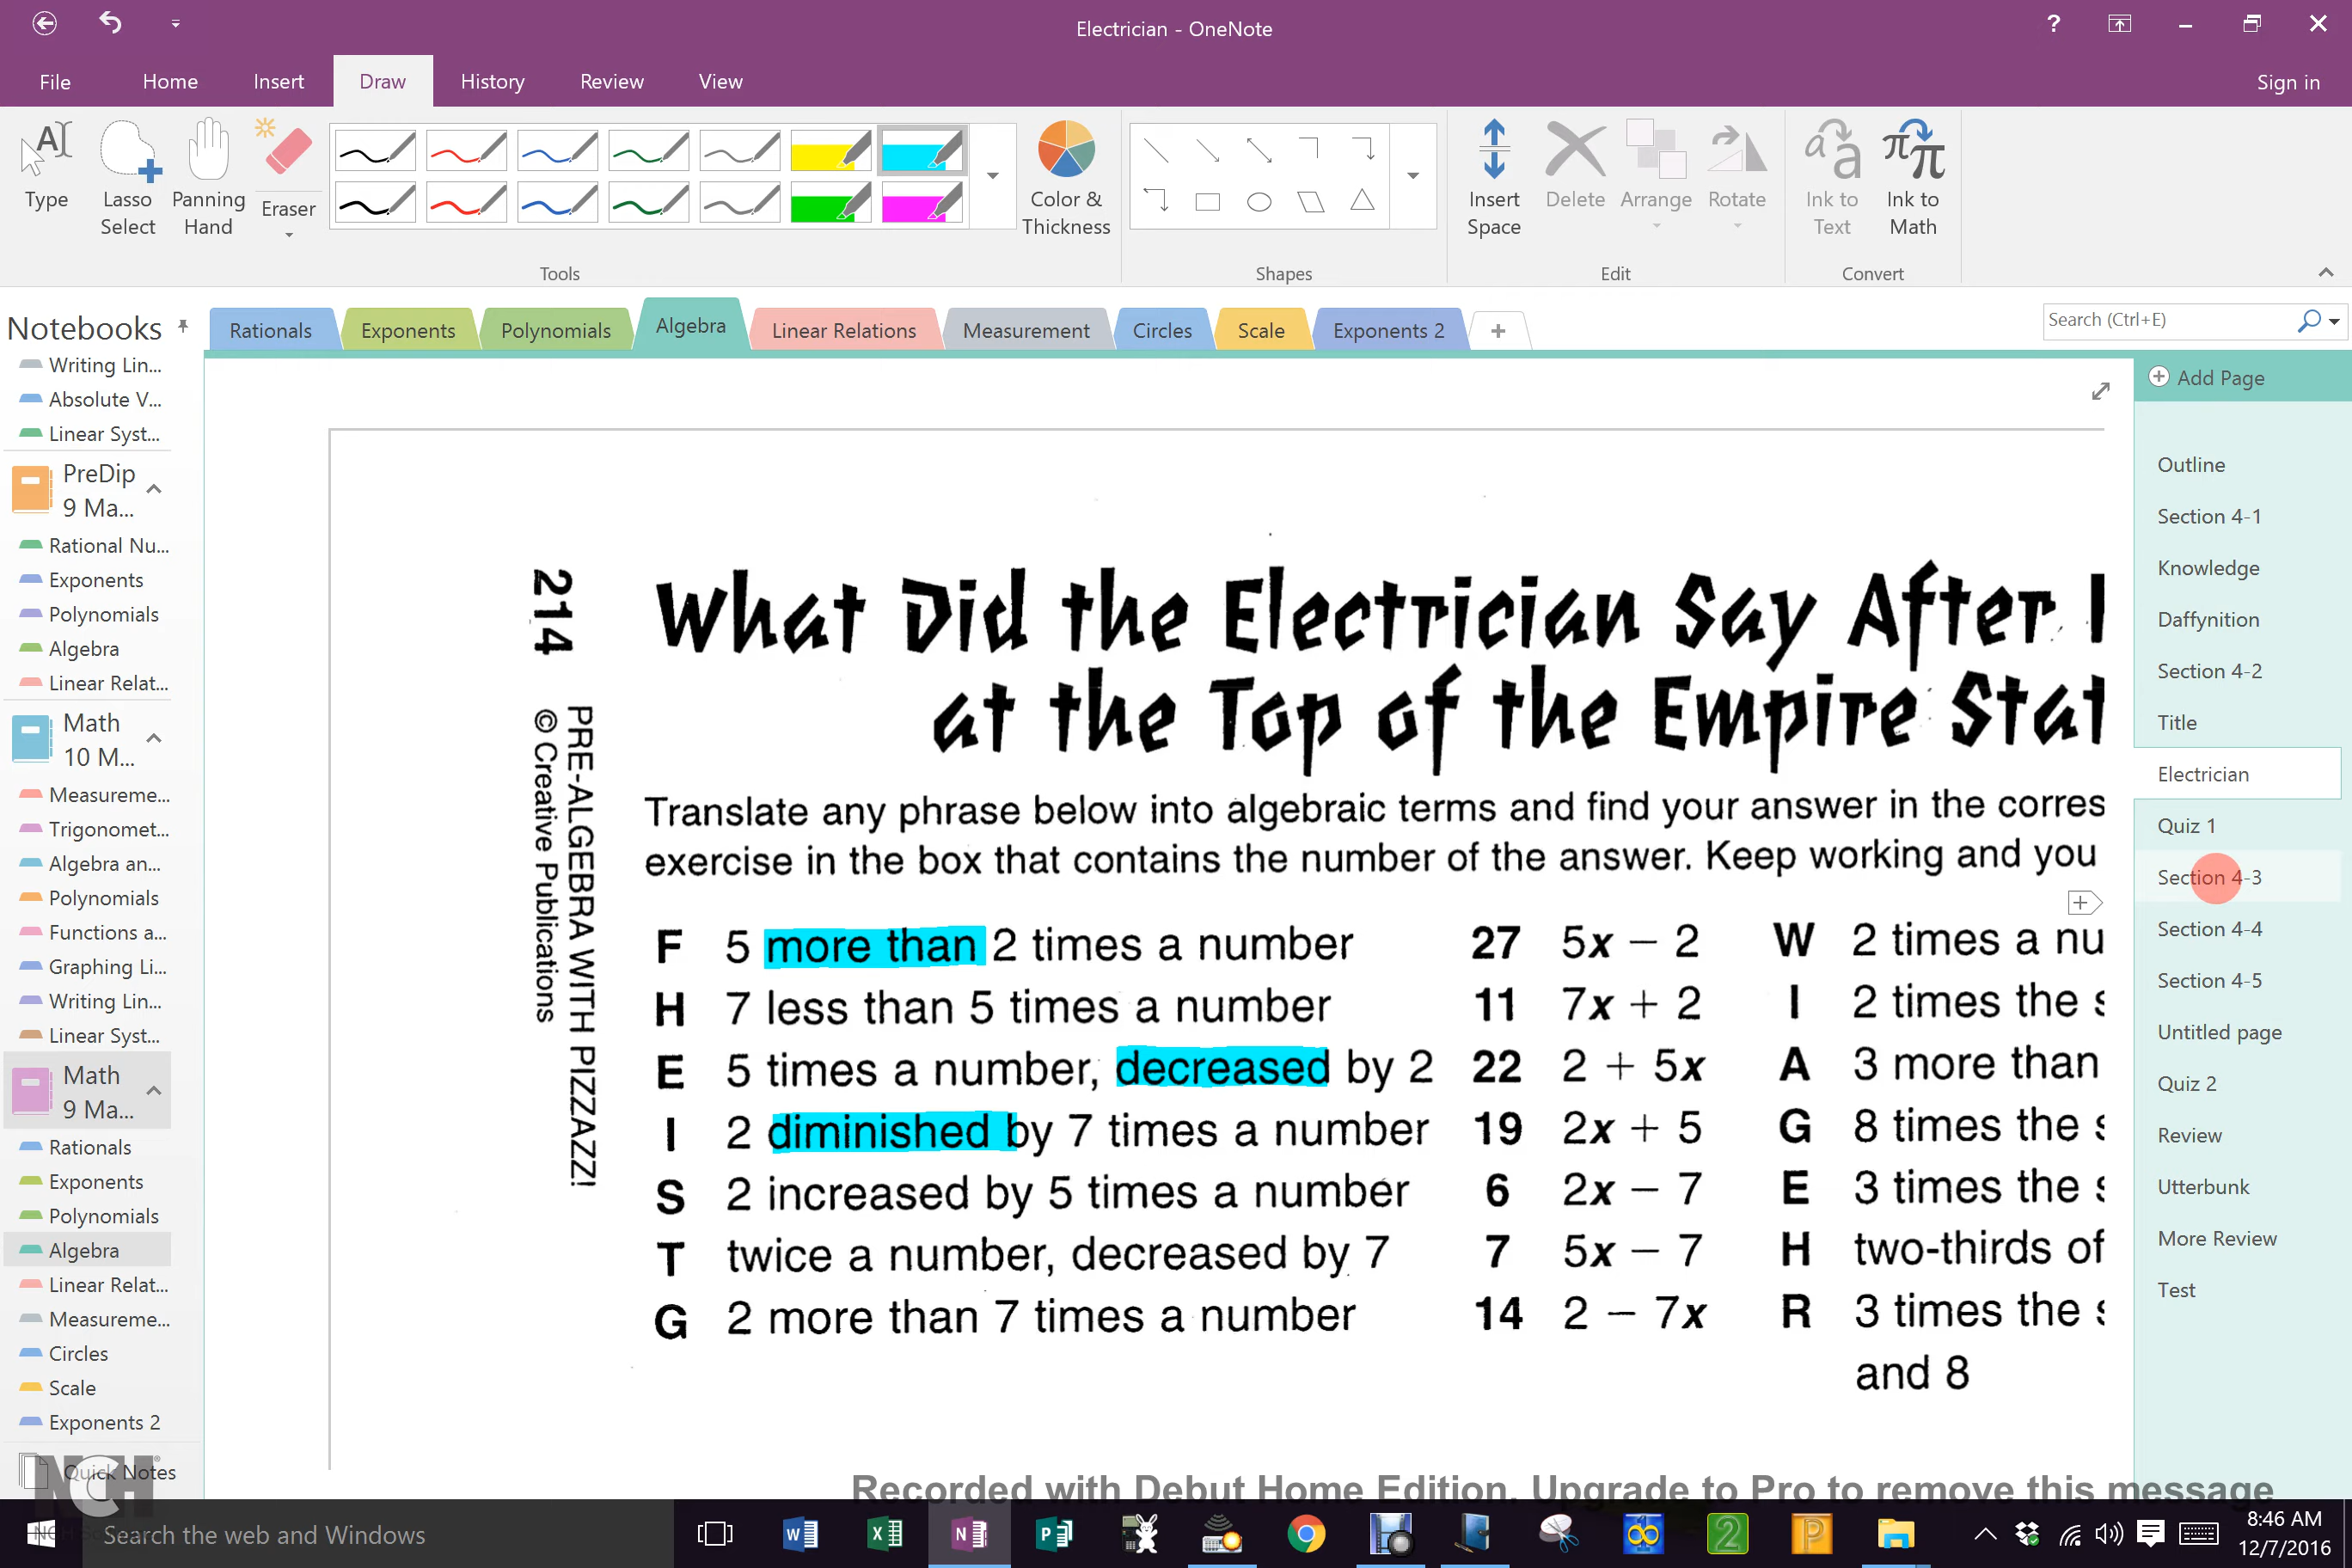 Electrician - OneNote
?
File Home Insert Draw History Review View Sign in
Type
Lasso Select
Panning Hand
Eraser
Color & Thickness
Insert Space
Delete
Arrange
Rotate
Ink to Text
Ink to Math
Tools Shapes Edit Convert
Notebooks
Rationals Exponents Polynomials Algebra Linear Relations Measurement Circles Scale Exponents 2 +
Search (Ctrl+E)
Writing Lin...
Absolute V...
Linear Syst...
PreDip
9 Ma...
Rational Nu...
Exponents
Polynomials
Algebra
Linear Relat...
Math
10 M...
Measureme...
Trigonomet...
Algebra an...
Polynomials
Functions a...
Graphing Li...
Writing Lin...
Linear Syst...
Math
9 Ma...
Rationals
Exponents
Polynomials
Algebra
Linear Relat...
Measureme...
Circles
Scale
Exponents 2
Quick Notes
214
PRE-ALGEBRA WITH PIZZAZZ!
© Creative Publications
What Did the Electrician Say After
at the Top of the Empire Stat
Translate any phrase below into algebraic terms and find your answer in the corres
exercise in the box that contains the number of the answer. Keep working and you
F 5 more than 2 times a number 27 5x − 2 W 2 times a nu
H 7 less than 5 times a number 11 7x + 2 I 2 times the s
E 5 times a number, decreased by 2 22 2 + 5x A 3 more than
I 2 diminished by 7 times a number 19 2x + 5 G 8 times the s
S 2 increased by 5 times a number 6 2x − 7 E 3 times the s
T twice a number, decreased by 7 7 5x − 7 H two-thirds of
G 2 more than 7 times a number 14 2 − 7x R 3 times the s
and 8
Add Page
Outline
Section 4-1
Knowledge
Daffynition
Section 4-2
Title
Electrician
Quiz 1
Section 4-3
Section 4-4
Section 4-5
Untitled page
Quiz 2
Review
Utterbunk
More Review
Test
NCH
Recorded with Debut Home Edition. Upgrade to Pro to remove this message
Search the web and Windows
8:46 AM
12/7/2016